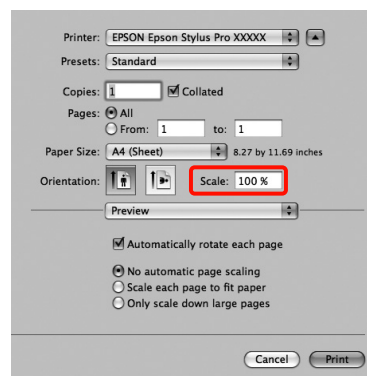 Printer: EPSON Epson Stylus Pro XXXXX
Presets: Standard
Copies: 1 Collated
Pages: All
From: 1 to: 1
Paper Size: A4 (Sheet) 8.27 by 11.69 inches
Orientation: Scale: 100 %
Preview
Automatically rotate each page
No automatic page scaling
Scale each page to fit paper
Only scale down large pages
Cancel Print